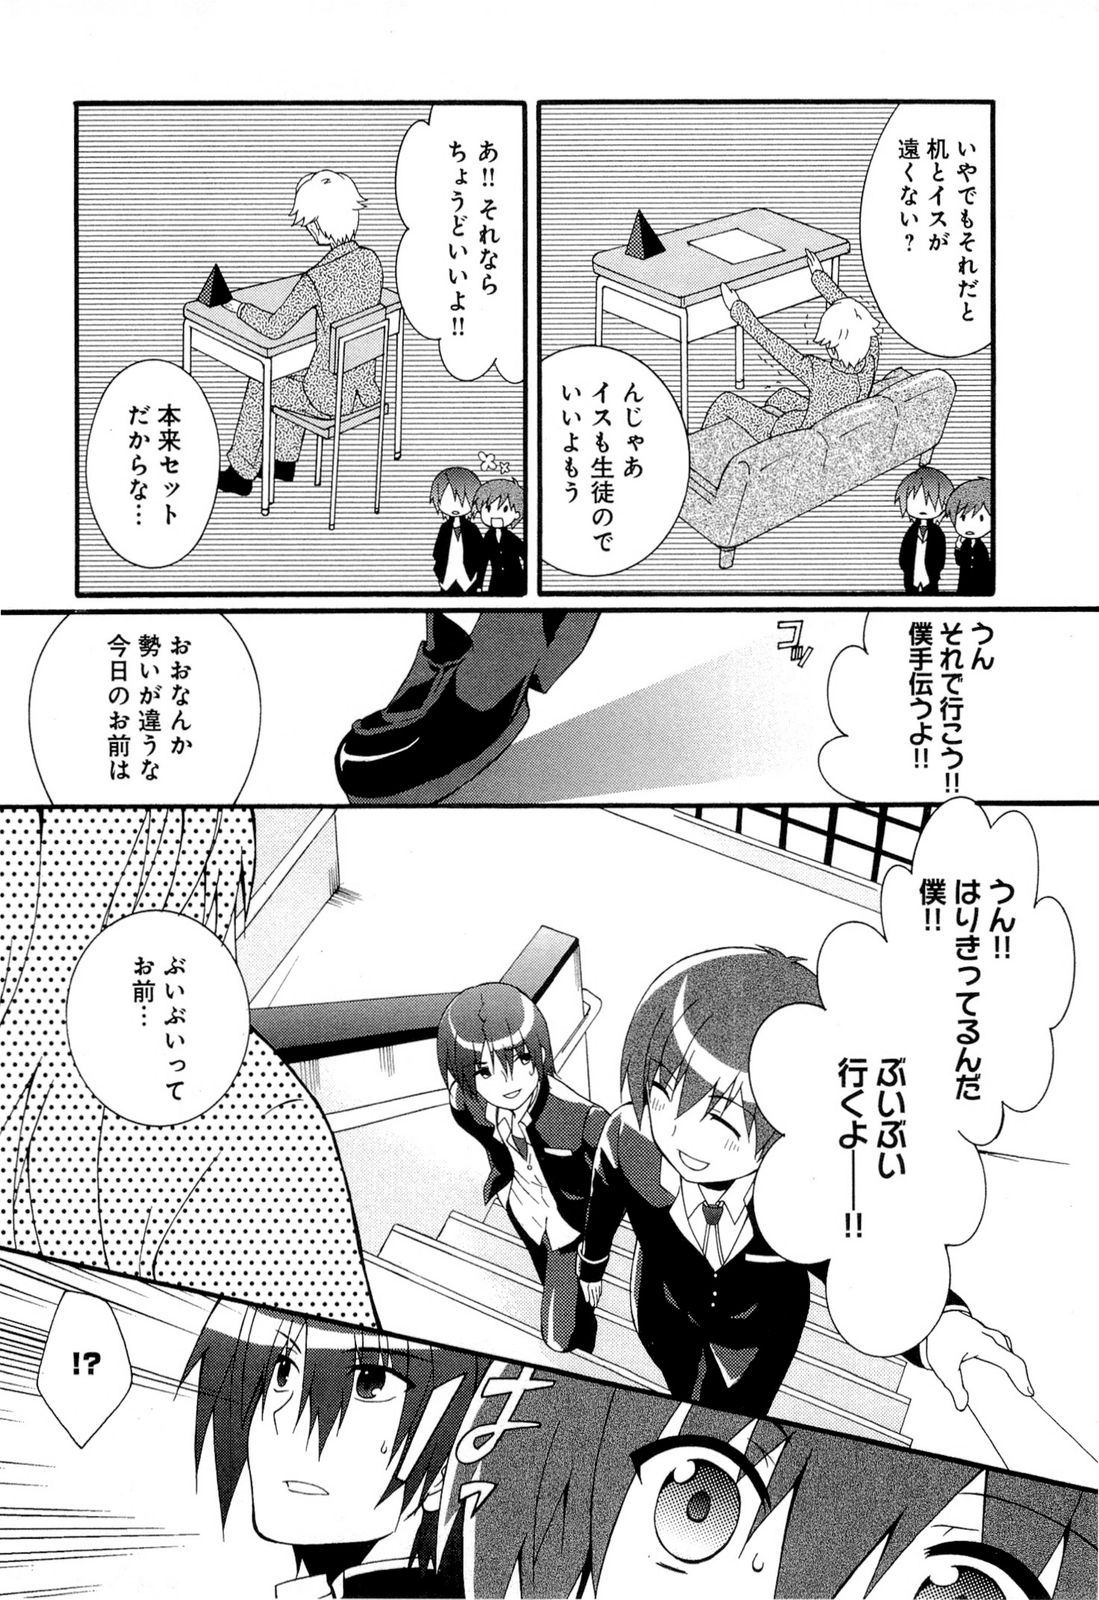 いやでもそれだと
机とイスが
遠くない?
んじゃあ
イスも生徒ので
いいよもう
あ!!それなら
ちょうどいいよ!!
本来セット
だからな…
うん
それで行こう!!
僕手伝うよ!!
コツ
おおなんか
勢いが違うな
今日のお前は
うん!!
はりきってるんだ
僕!!
ぶいぶい
行くよ――!!
ぶいぶいって
お前…
はーッ
!?